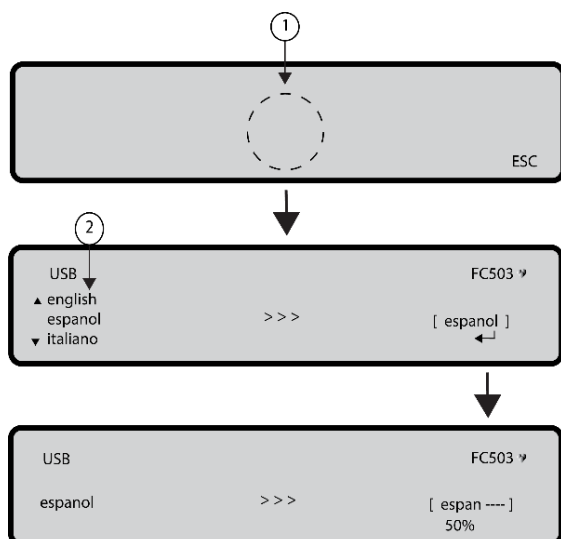 1
ESC
2
USB FC503
▲ english
espanol >>> [ espanol ]
▼ italiano ↵
USB FC503
espanol >>> [ espan ---- ]
50%